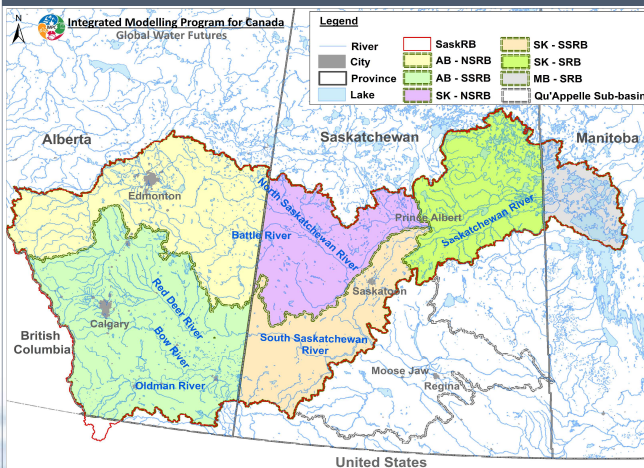 N
Integrated Modelling Program for Canada
Global Water Futures
Legend
River
City
Province
Lake
SaskRB
AB - NSRB
AB - SSRB
SK - NSRB
SK - SSRB
SK - SRB
MB - SRB
Qu'Appelle Sub-basin
Alberta
Saskatchewan
Manitoba
Edmonton
North Saskatchewan River
Prince Albert
Saskatchewan River
Battle River
Saskatoon
Red Deer River
Calgary
Bow River
British
Columbia
South Saskatchewan
River
Moose Jaw
Regina
Oldman River
United States